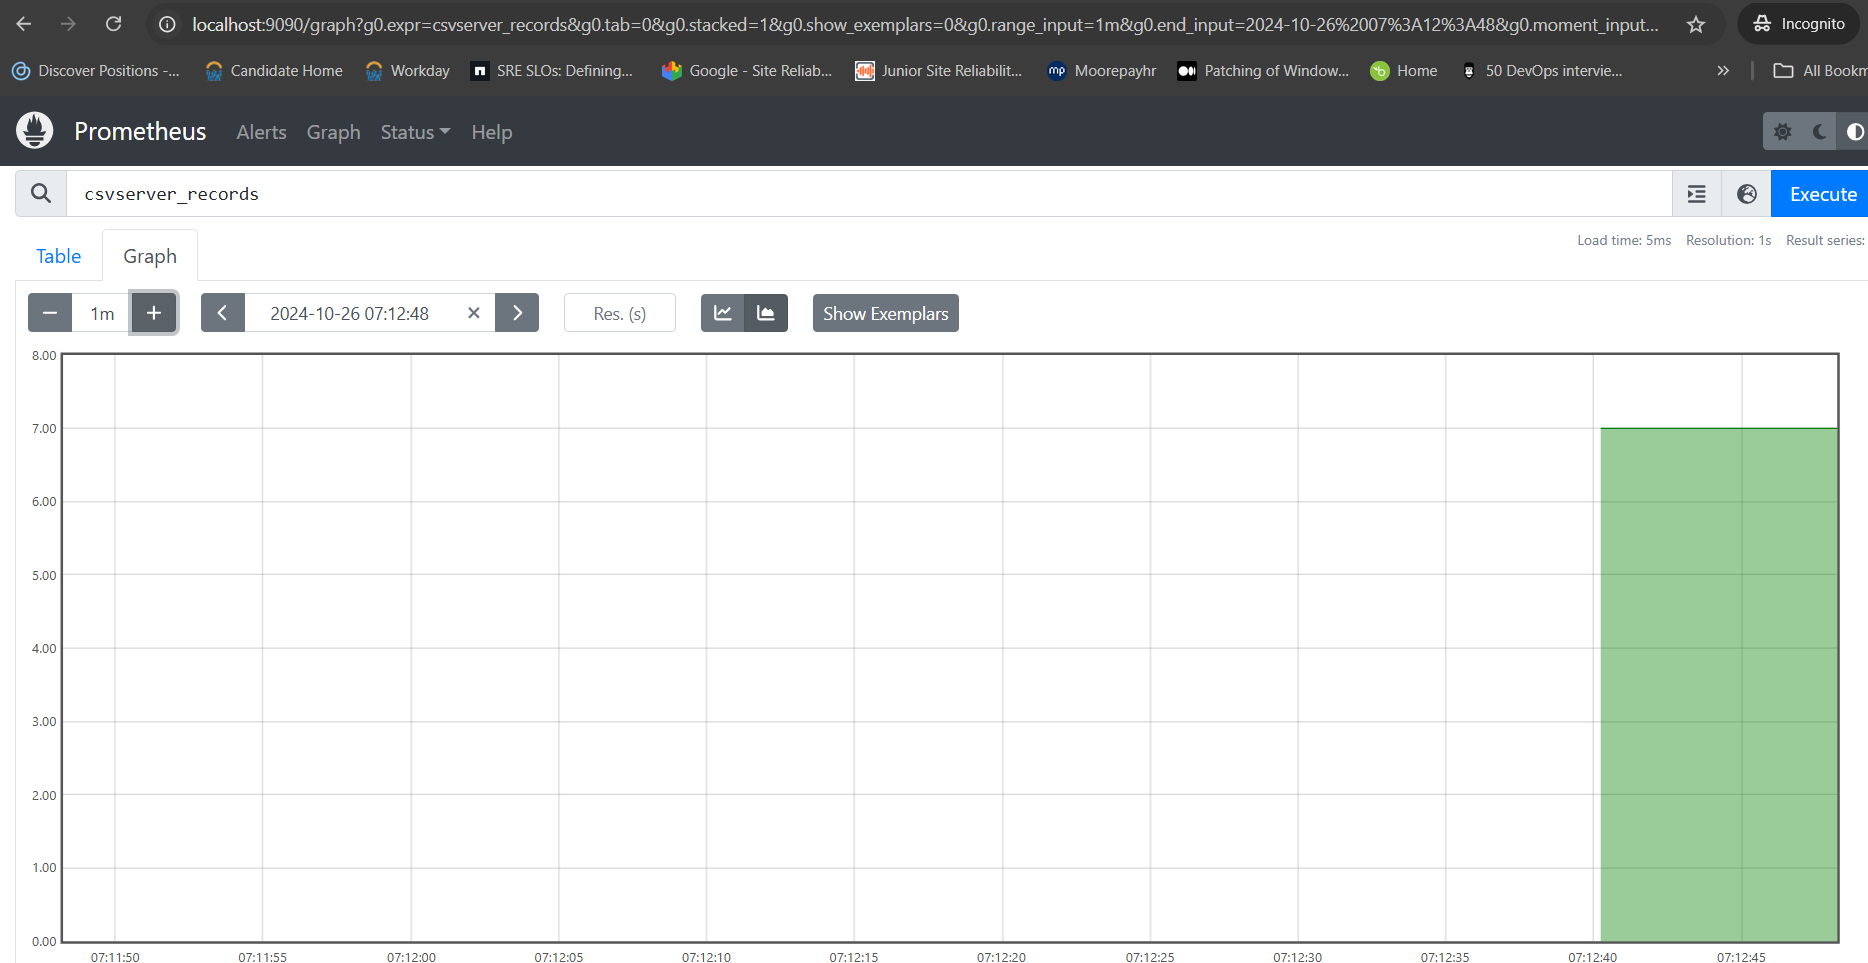 localhost:9090/graph?g0.expr=csvserver_records&g0.tab=0&g0.stacked=1&g0.show_exemplars=0&g0.range_input=1m&g0.end_input=2024-10-26%2007%3A12%3A48&g0.moment_input... Incognito
Discover Positions -... Candidate Home Workday SRE SLOs: Defining... Google - Site Reliab... Junior Site Reliabilit... mp Moorepayhr Patching of Window... Home 50 DevOps intervie... » All Bookm
Prometheus Alerts Graph Status Help
csvserver_records Execute
Load time: 5ms Resolution: 1s Result series:
Table Graph
− 1m + 2024-10-26 07:12:48 × Res. (s) Show Exemplars
8.00
7.00
6.00
5.00
4.00
3.00
2.00
1.00
0.00
07:11:50 07:11:55 07:12:00 07:12:05 07:12:10 07:12:15 07:12:20 07:12:25 07:12:30 07:12:35 07:12:40 07:12:45